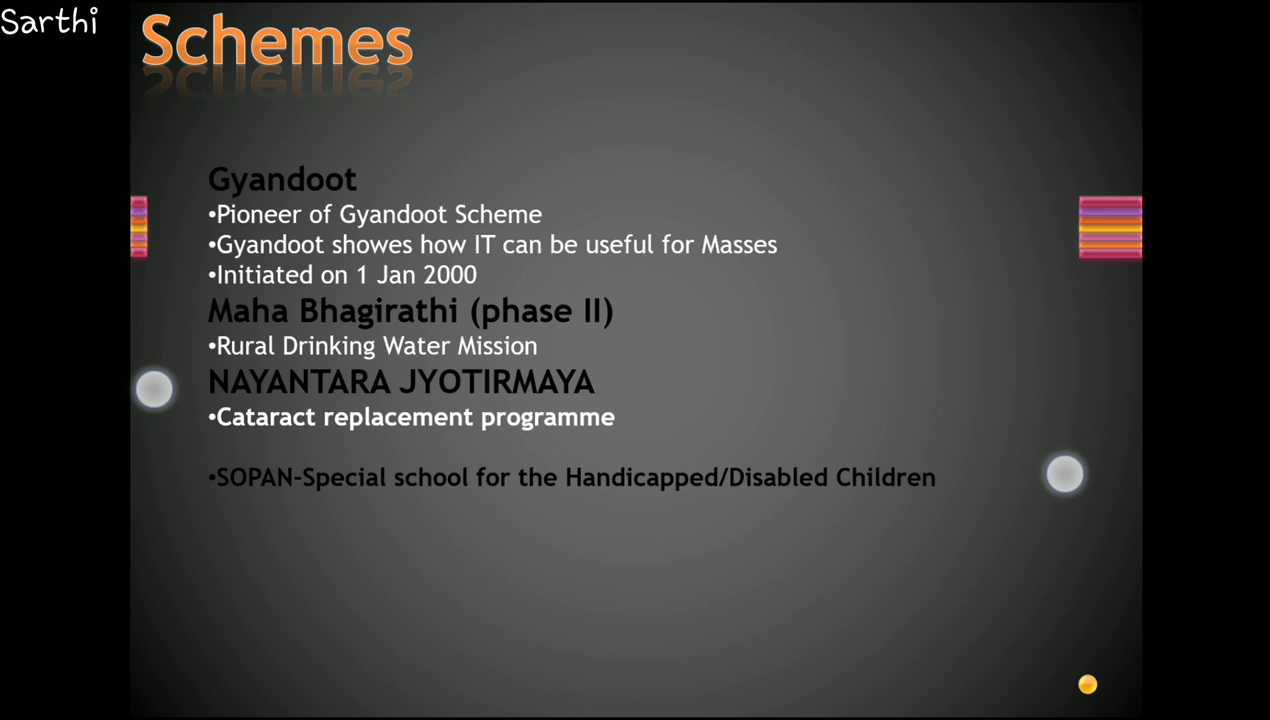 Sarthi
Schemes
Gyandoot
•Pioneer of Gyandoot Scheme
•Gyandoot showes how IT can be useful for Masses
•Initiated on 1 Jan 2000
Maha Bhagirathi (phase II)
•Rural Drinking Water Mission
NAYANTARA JYOTIRMAYA
•Cataract replacement programme
•SOPAN-Special school for the Handicapped/Disabled Children